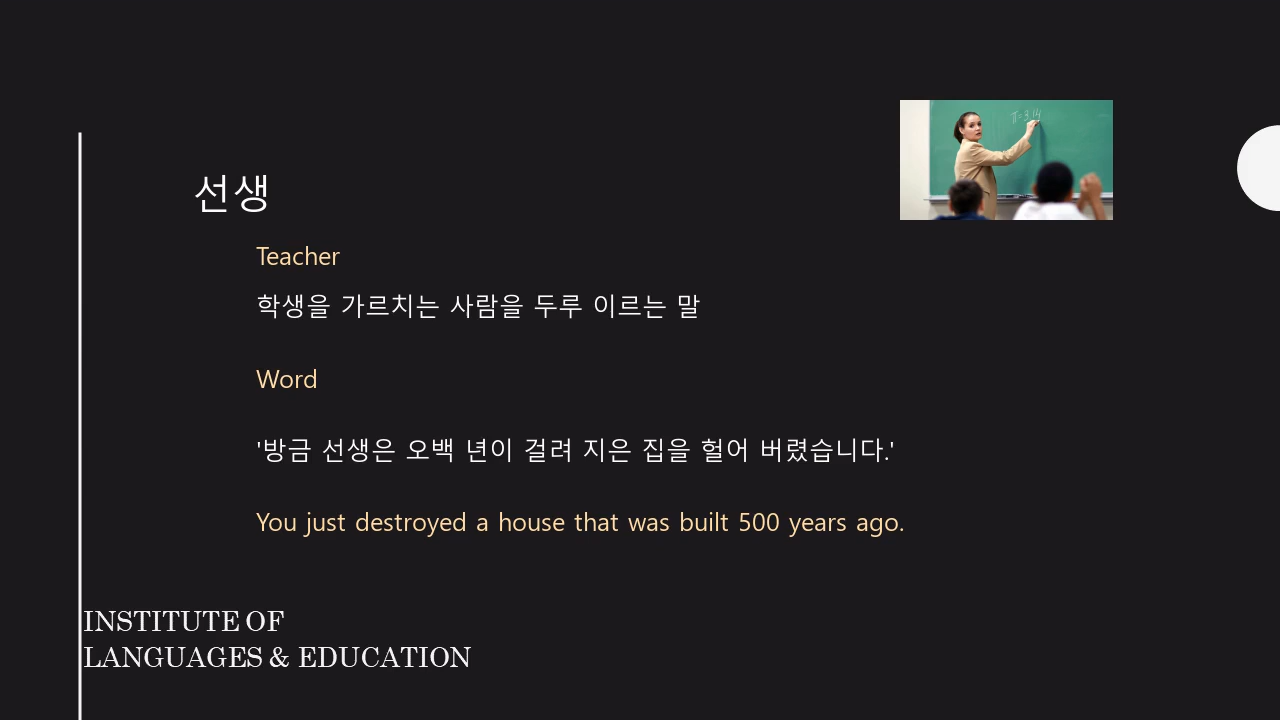 π=3.14
선생
Teacher
학생을 가르치는 사람을 두루 이르는 말
Word
'방금 선생은 오백 년이 걸려 지은 집을 헐어 버렸습니다.'
You just destroyed a house that was built 500 years ago.
INSTITUTE OF
LANGUAGES & EDUCATION